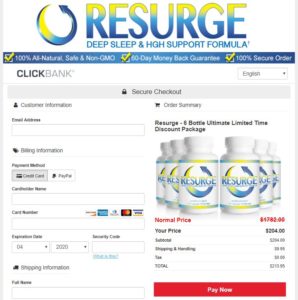 RESURGE
DEEP SLEEP & HGH SUPPORT FORMULA
100% All-Natural, Safe & Non-GMO 60-Day Money Back Guarantee 100% Secure Order
CLICKBANK
English
Secure Checkout
Customer Information
Email Address
Billing Information
Payment Method
Credit Card
PayPal
Cardholder Name
Card Number
Expiration Date Security Code
04 2020
What is this?
Shipping Information
Full Name
Order Summary
Resurge - 6 Bottle Ultimate Limited Time
Discount Package
RESURGE
Normal Price $1782.00
Your Price $204.00
Subtotal $204.00
Shipping & Handling $9.95
Tax $0.00
TOTAL $213.95
Pay Now